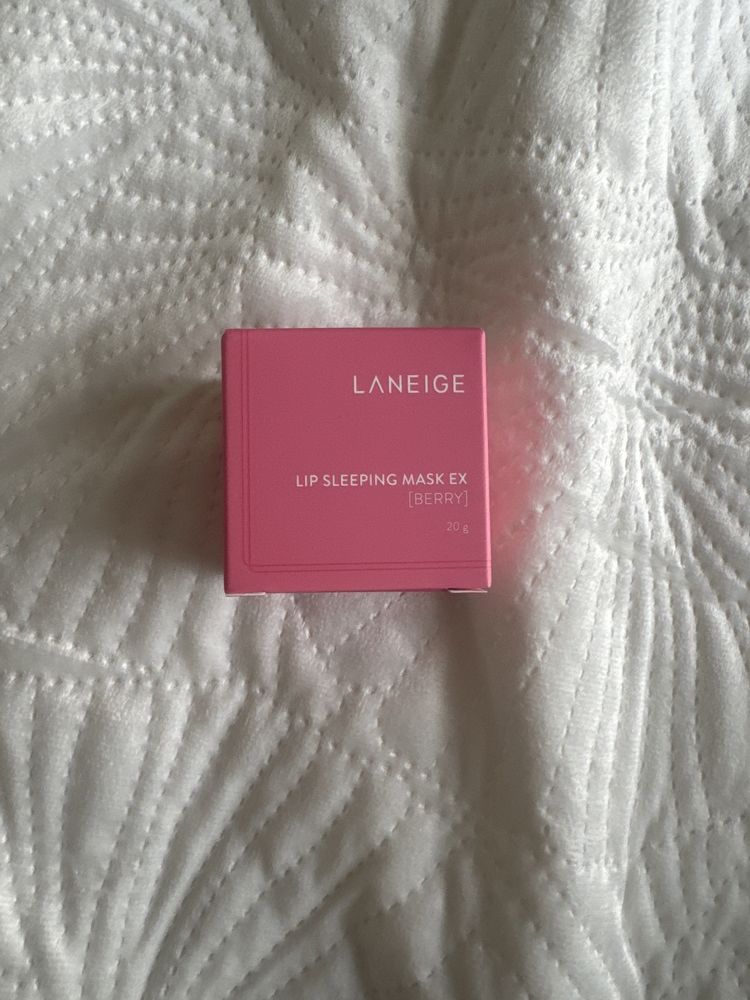 LANEIGE
LIP SLEEPING MASK EX
[BERRY]
20 g